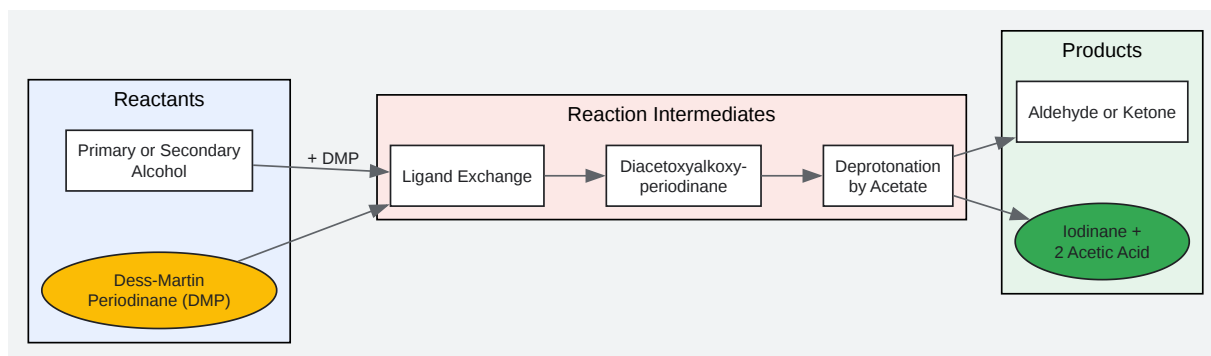 Reactants
Primary or Secondary
Alcohol
Dess-Martin
Periodinane (DMP)
+ DMP
Reaction Intermediates
Ligand Exchange
Diacetoxyalkoxy-
periodinane
Deprotonation
by Acetate
Products
Aldehyde or Ketone
Iodinane +
2 Acetic Acid